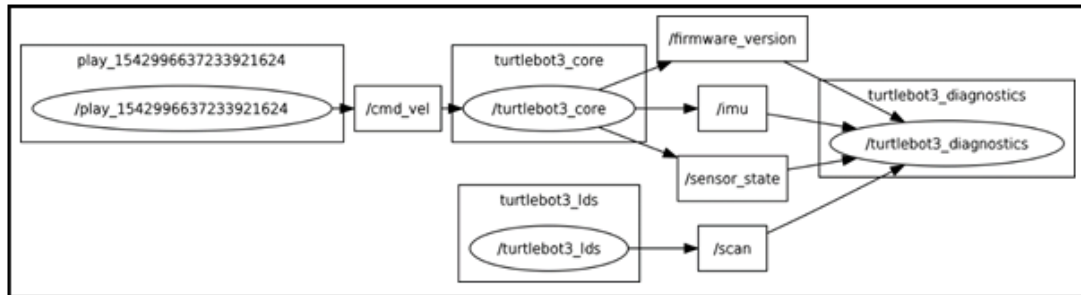 play_1542996637233921624
/play_1542996637233921624
/cmd_vel
turtlebot3_core
/turtlebot3_core
/firmware_version
/imu
/sensor_state
turtlebot3_diagnostics
/turtlebot3_diagnostics
turtlebot3_lds
/turtlebot3_lds
/scan